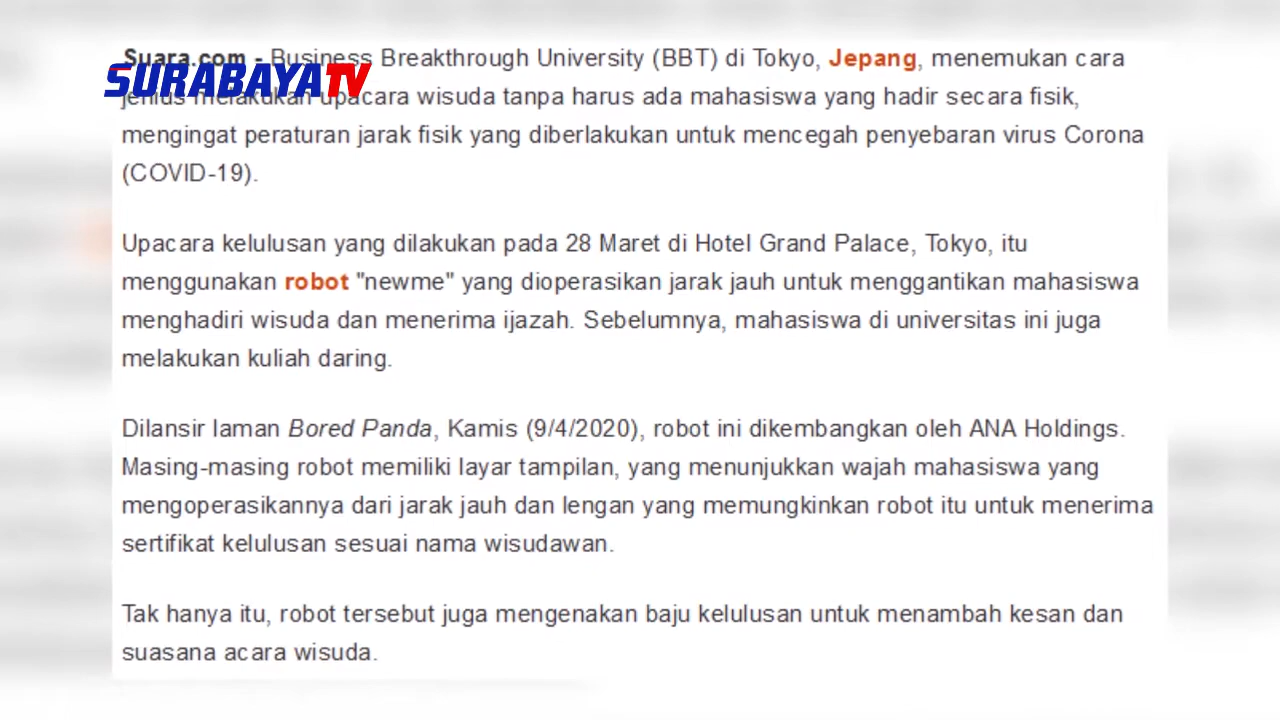 Suara.com - Business Breakthrough University (BBT) di Tokyo, Jepang, menemukan cara
SURABAYATV
jenius melakukan upacara wisuda tanpa harus ada mahasiswa yang hadir secara fisik,
mengingat peraturan jarak fisik yang diberlakukan untuk mencegah penyebaran virus Corona
(COVID-19).
Upacara kelulusan yang dilakukan pada 28 Maret di Hotel Grand Palace, Tokyo, itu
menggunakan robot "newme" yang dioperasikan jarak jauh untuk menggantikan mahasiswa
menghadiri wisuda dan menerima ijazah. Sebelumnya, mahasiswa di universitas ini juga
melakukan kuliah daring.
Dilansir laman Bored Panda, Kamis (9/4/2020), robot ini dikembangkan oleh ANA Holdings.
Masing-masing robot memiliki layar tampilan, yang menunjukkan wajah mahasiswa yang
mengoperasikannya dari jarak jauh dan lengan yang memungkinkan robot itu untuk menerima
sertifikat kelulusan sesuai nama wisudawan.
Tak hanya itu, robot tersebut juga mengenakan baju kelulusan untuk menambah kesan dan
suasana acara wisuda.